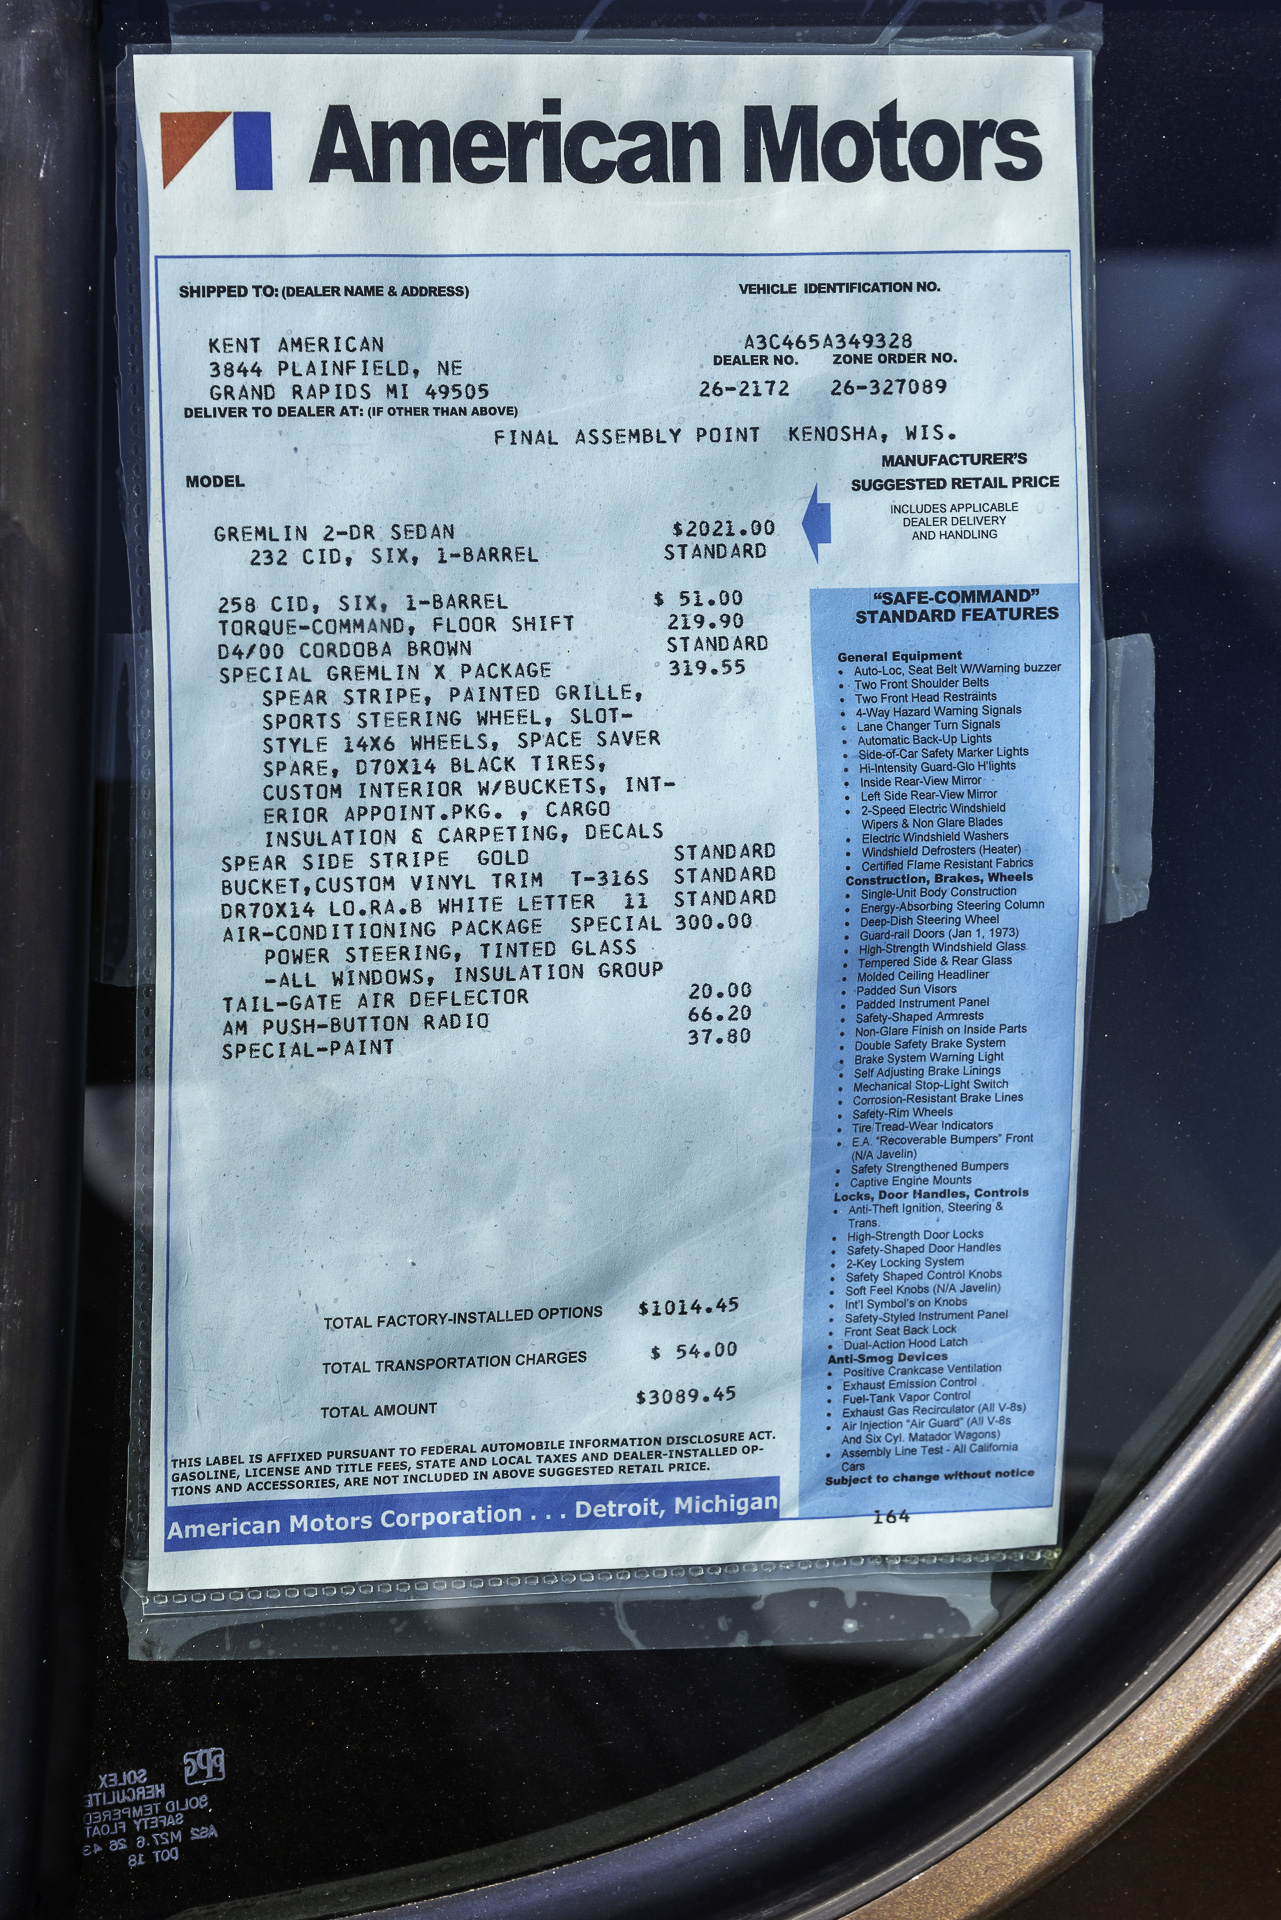 American Motors
SHIPPED TO: (DEALER NAME & ADDRESS)
VEHICLE IDENTIFICATION NO.
KENT AMERICAN
A3C465A349328
3844 PLAINFIELD, NE
DEALER NO. ZONE ORDER NO.
GRAND RAPIDS MI 49505
26-2172 26-327089
DELIVER TO DEALER AT: (IF OTHER THAN ABOVE)
FINAL ASSEMBLY POINT KENOSHA, WIS.
MODEL
MANUFACTURER'S
SUGGESTED RETAIL PRICE
INCLUDES APPLICABLE
DEALER DELIVERY
AND HANDLING
GREMLIN 2-DR SEDAN $2021.00
232 CID, SIX, 1-BARREL STANDARD
258 CID, SIX, 1-BARREL $ 51.00
TORQUE-COMMAND, FLOOR SHIFT 219.90
D4/00 CORDOBA BROWN STANDARD
SPECIAL GREMLIN X PACKAGE 319.55
SPEAR STRIPE, PAINTED GRILLE,
SPORTS STEERING WHEEL, SLOT-
STYLE 14X6 WHEELS, SPACE SAVER
SPARE, D70X14 BLACK TIRES,
CUSTOM INTERIOR W/BUCKETS, INT-
ERIOR APPOINT.PKG. , CARGO
INSULATION & CARPETING, DECALS
SPEAR SIDE STRIPE GOLD STANDARD
BUCKET,CUSTOM VINYL TRIM T-316S STANDARD
DR70X14 LO.RA.B WHITE LETTER 11 STANDARD
AIR-CONDITIONING PACKAGE SPECIAL 300.00
POWER STEERING, TINTED GLASS
-ALL WINDOWS, INSULATION GROUP
TAIL-GATE AIR DEFLECTOR 20.00
AM PUSH-BUTTON RADIO 66.20
SPECIAL-PAINT 37.80
TOTAL FACTORY-INSTALLED OPTIONS $1014.45
TOTAL TRANSPORTATION CHARGES $ 54.00
TOTAL AMOUNT $3089.45
THIS LABEL IS AFFIXED PURSUANT TO FEDERAL AUTOMOBILE INFORMATION DISCLOSURE ACT.
GASOLINE, LICENSE AND TITLE FEES, STATE AND LOCAL TAXES AND DEALER-INSTALLED OP-
TIONS AND ACCESSORIES, ARE NOT INCLUDED IN ABOVE SUGGESTED RETAIL PRICE.
American Motors Corporation . . . Detroit, Michigan
"SAFE-COMMAND"
STANDARD FEATURES
General Equipment
• Auto-Loc, Seat Belt W/Warning buzzer
• Two Front Shoulder Belts
• Two Front Head Restraints
• 4-Way Hazard Warning Signals
• Lane Changer Turn Signals
• Automatic Back-Up Lights
• Side-of-Car Safety Marker Lights
• Hi-Intensity Guard-Glo H'lights
• Inside Rear-View Mirror
• Left Side Rear-View Mirror
• 2-Speed Electric Windshield
Wipers & Non Glare Blades
• Electric Windshield Washers
• Windshield Defrosters (Heater)
• Certified Flame Resistant Fabrics
Construction, Brakes, Wheels
• Single-Unit Body Construction
• Energy-Absorbing Steering Column
• Deep-Dish Steering Wheel
• Guard-rail Doors (Jan 1, 1973)
• High-Strength Windshield Glass
• Tempered Side & Rear Glass
• Molded Ceiling Headliner
• Padded Sun Visors
• Padded Instrument Panel
• Safety-Shaped Armrests
• Non-Glare Finish on Inside Parts
• Double Safety Brake System
• Brake System Warning Light
• Self Adjusting Brake Linings
• Mechanical Stop-Light Switch
• Corrosion-Resistant Brake Lines
• Safety-Rim Wheels
• Tire Tread-Wear Indicators
• E.A. "Recoverable Bumpers" Front
(N/A Javelin)
• Safety Strengthened Bumpers
• Captive Engine Mounts
Locks, Door Handles, Controls
• Anti-Theft Ignition, Steering &
Trans.
• High-Strength Door Locks
• Safety-Shaped Door Handles
• 2-Key Locking System
• Safety Shaped Control Knobs
• Soft Feel Knobs (N/A Javelin)
• Int'l Symbol's on Knobs
• Safety-Styled Instrument Panel
• Front Seat Back Lock
• Dual-Action Hood Latch
Anti-Smog Devices
• Positive Crankcase Ventilation
• Exhaust Emission Control
• Fuel-Tank Vapor Control
• Exhaust Gas Recirculator (All V-8s)
• Air Injection "Air Guard" (All V-8s
And Six Cyl. Matador Wagons)
• Assembly Line Test - All California
Cars
Subject to change without notice
164
PPG
SOLEX
HERCULITE
SOLID TEMPERED
SAFETY FLOAT
AS2 M27.6 26 43
DOT 18